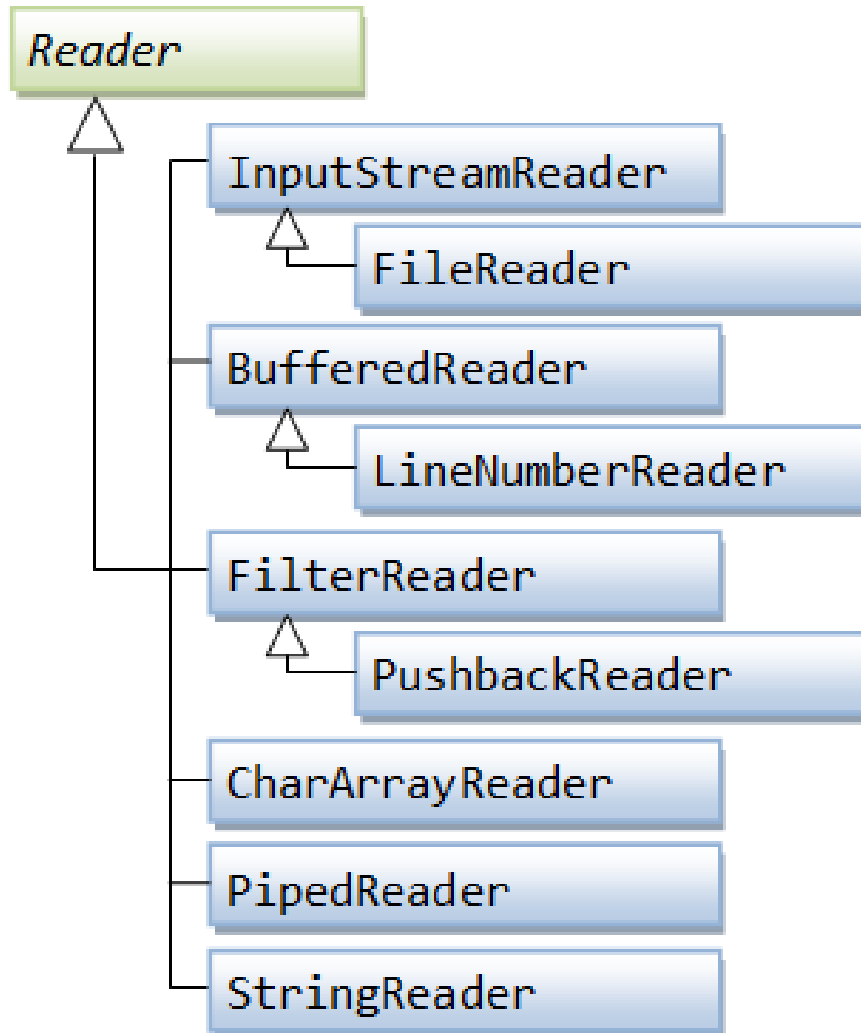 Reader
InputStreamReader
FileReader
BufferedReader
LineNumberReader
FilterReader
PushbackReader
CharArrayReader
PipedReader
StringReader